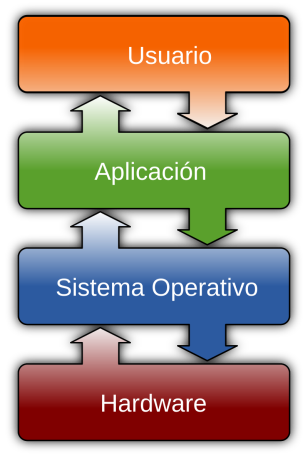 Usuario
Aplicación
Sistema Operativo
Hardware